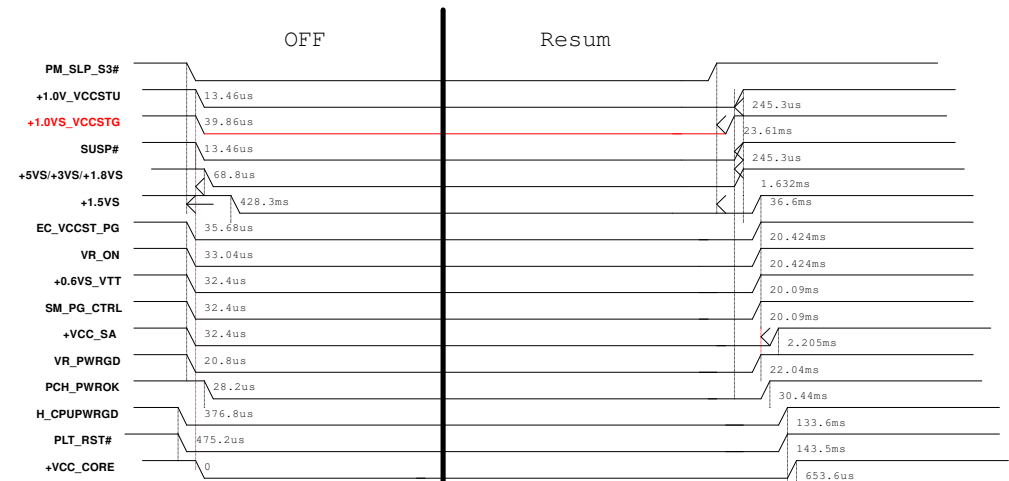 OFF Resum
PM_SLP_S3#
+1.0V_VCCSTU 13.46us 245.3us
+1.0VS_VCCSTG 39.86us 23.61ms
SUSP# 13.46us 245.3us
+5VS/+3VS/+1.8VS 68.8us 1.632ms
+1.5VS 428.3ms 36.6ms
EC_VCCST_PG 35.68us 20.424ms
VR_ON 33.04us 20.424ms
+0.6VS_VTT 32.4us 20.09ms
SM_PG_CTRL 32.4us 20.09ms
+VCC_SA 32.4us 2.205ms
VR_PWRGD 20.8us 22.04ms
PCH_PWROK 28.2us 30.44ms
H_CPUPWRGD 376.8us 133.6ms
PLT_RST# 475.2us 143.5ms
+VCC_CORE 0 653.6us